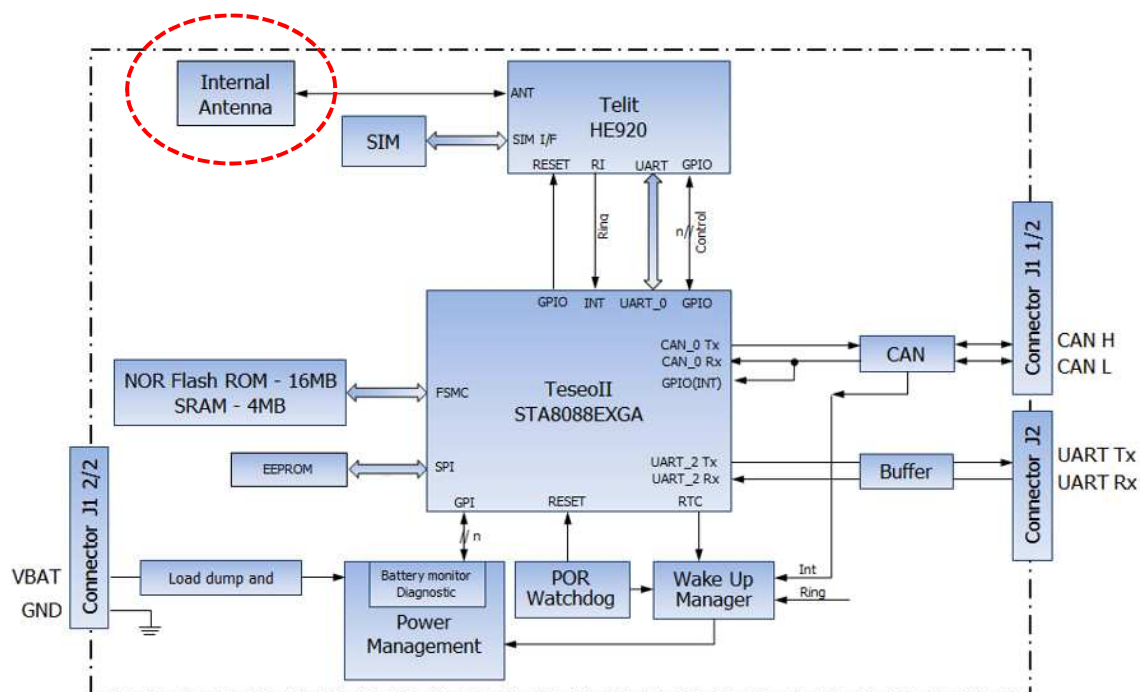 Internal
Antenna
ANT
Telit
HE920
SIM
SIM I/F
RESET RI UART GPIO
Ring
n//
Control
GPIO INT UART_0 GPIO
Connector J1 1/2
CAN_0 Tx
CAN_0 Rx
GPIO(INT)
CAN
CAN H
CAN L
NOR Flash ROM - 16MB
SRAM - 4MB
FSMC
TeseoII
STA8088EXGA
EEPROM
SPI
UART_2 Tx
UART_2 Rx
Buffer
Connector J2
UART Tx
UART Rx
GPI RESET RTC
// n
Connector J1 2/2
VBAT
GND
Load dump and
Battery monitor
Diagnostic
Power
Management
POR
Watchdog
Wake Up
Manager
Int
Ring